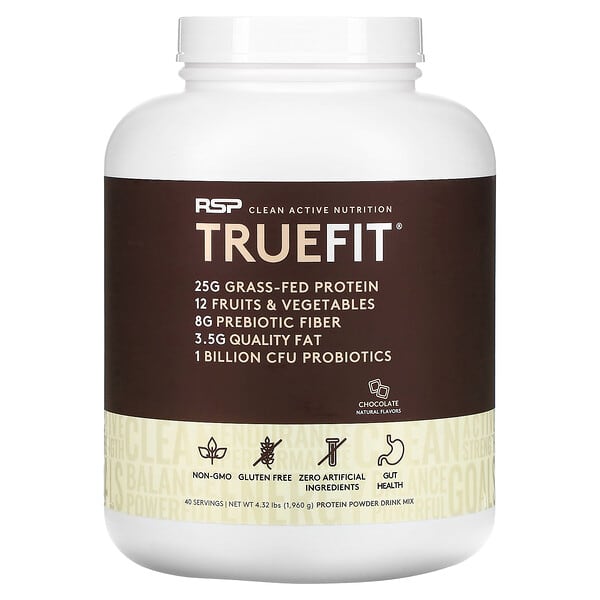 RSP CLEAN ACTIVE NUTRITION
TRUEFIT®
25G GRASS-FED PROTEIN
12 FRUITS & VEGETABLES
8G PREBIOTIC FIBER
3.5G QUALITY FAT
1 BILLION CFU PROBIOTICS
CHOCOLATE
NATURAL FLAVORS
NON-GMO
GLUTEN FREE
ZERO ARTIFICIAL
INGREDIENTS
GUT
HEALTH
40 SERVINGS | NET WT 4.32 lbs (1,960 g) PROTEIN POWDER DRINK MIX